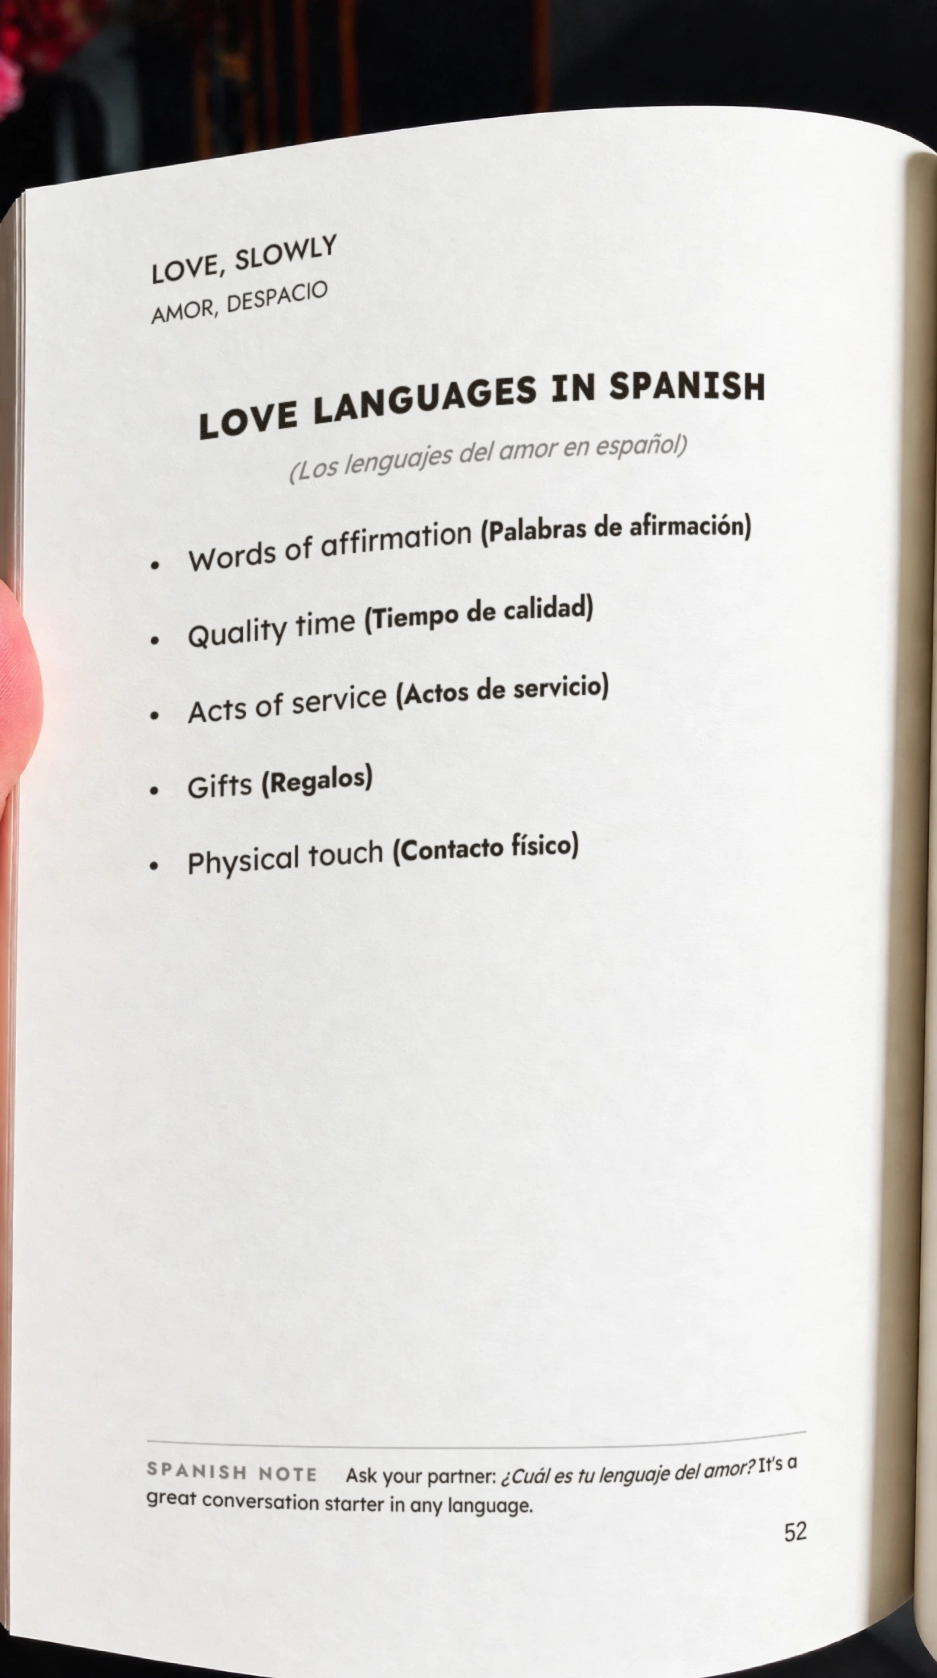 LOVE, SLOWLY
AMOR, DESPACIO
LOVE LANGUAGES IN SPANISH
(Los lenguajes del amor en español)
• Words of affirmation (Palabras de afirmación)
• Quality time (Tiempo de calidad)
• Acts of service (Actos de servicio)
• Gifts (Regalos)
• Physical touch (Contacto físico)
SPANISH NOTE Ask your partner: ¿Cuál es tu lenguaje del amor? It's a
great conversation starter in any language.
52